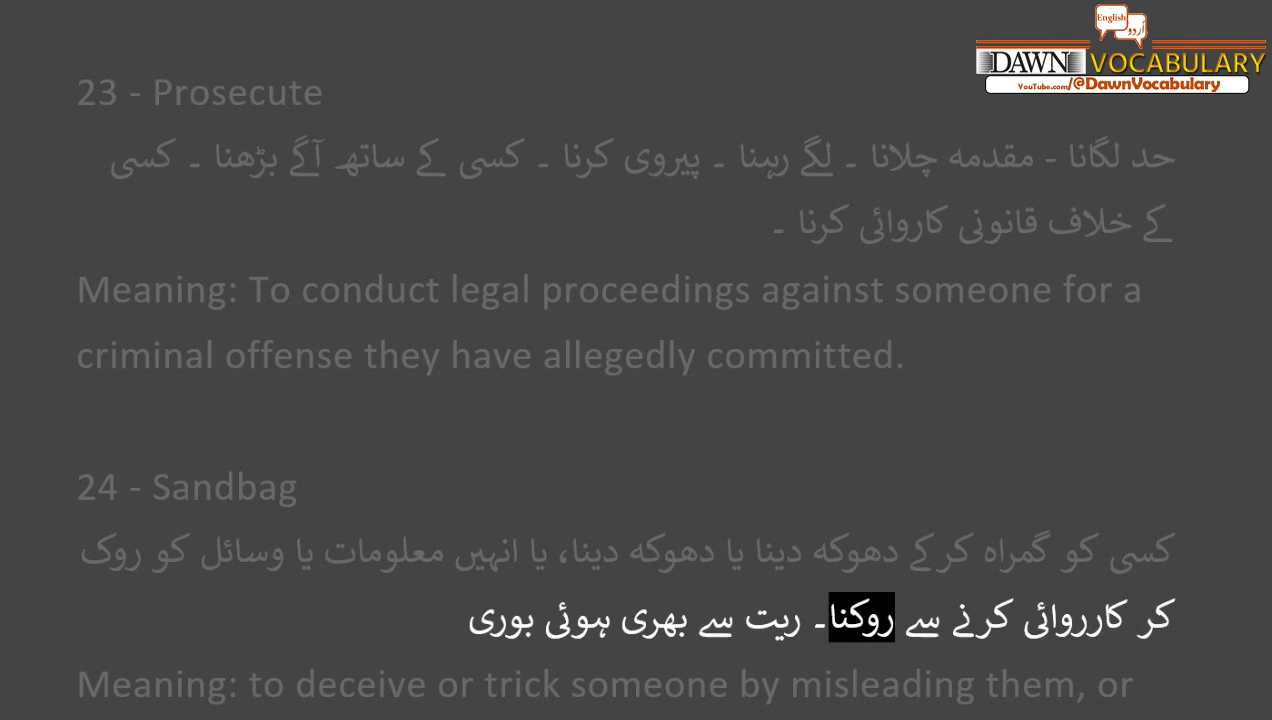 English
اُردو
DAWN VOCABULARY
YouTube.com/@DawnVocabulary
23 - Prosecute
حد لگانا - مقدمہ چلانا ۔ لگے رہنا ۔ پیروی کرنا ۔ کسی کے ساتھ آگے بڑھنا ۔ کسی
کے خلاف قانونی کاروائی کرنا ۔
Meaning: To conduct legal proceedings against someone for a
criminal offense they have allegedly committed.
24 - Sandbag
کسی کو گمراہ کر کے دھوکہ دینا یا دھوکہ دینا، یا انہیں معلومات یا وسائل کو روک
کر کارروائی کرنے سے روکنا۔ ریت سے بھری ہوئی بوری
Meaning: to deceive or trick someone by misleading them, or